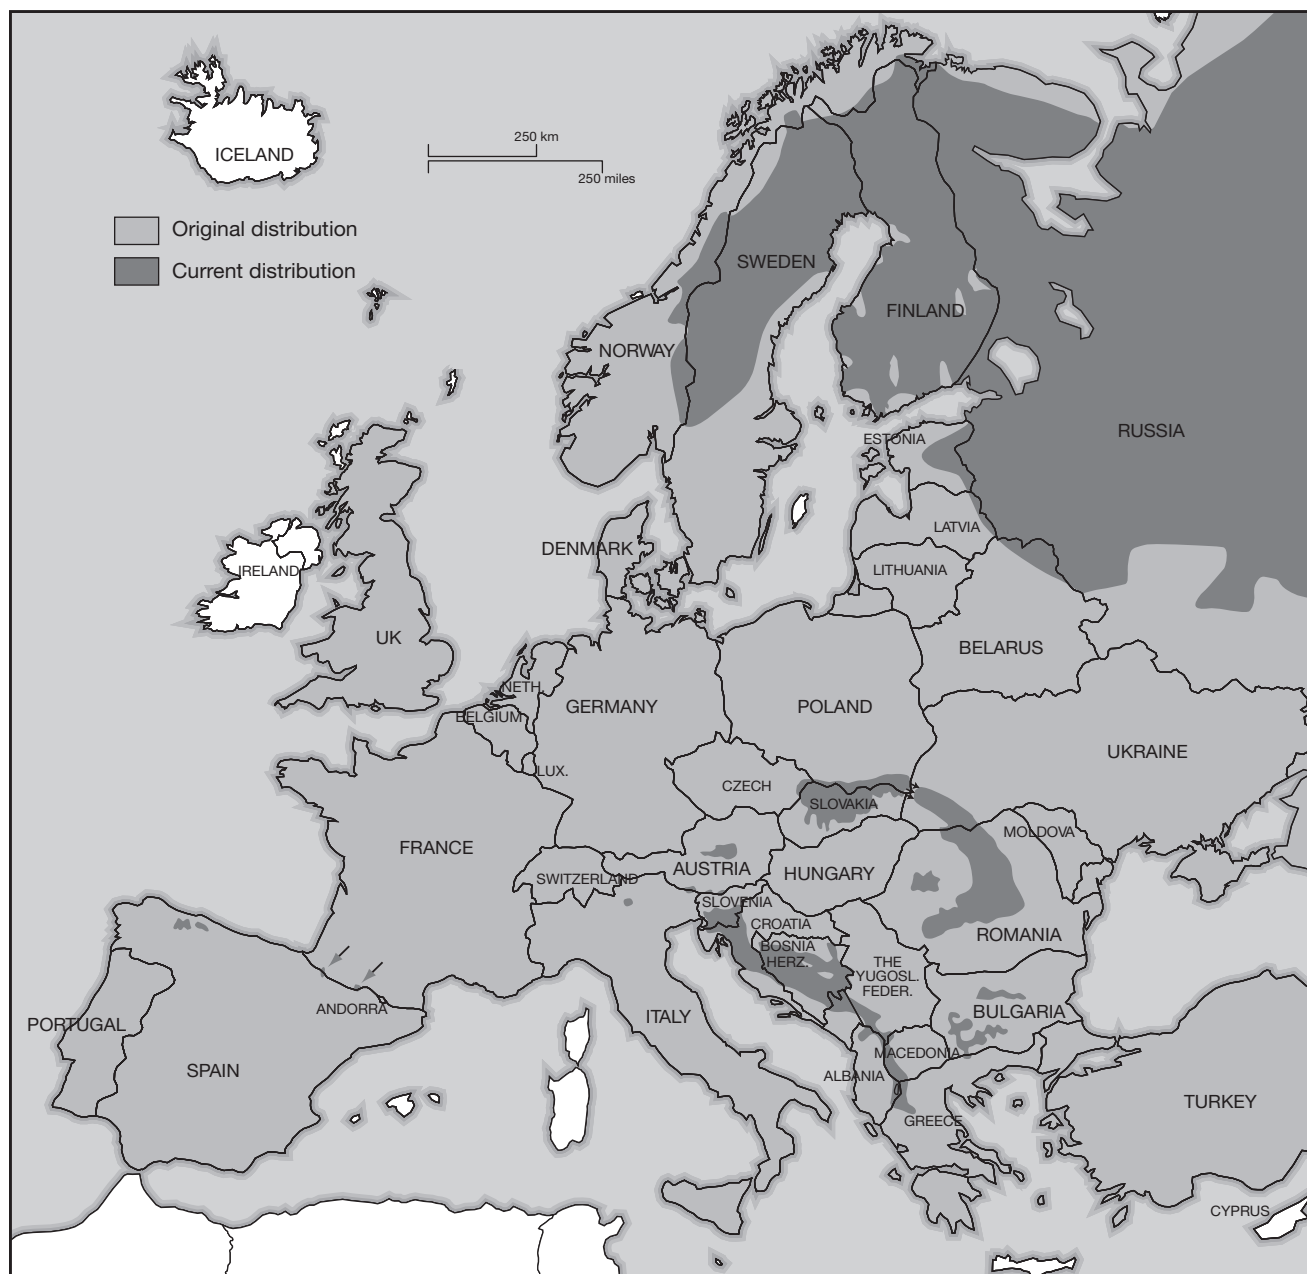 ICELAND
250 km
250 miles
Original distribution
Current distribution
SWEDEN
FINLAND
NORWAY
RUSSIA
ESTONIA
LATVIA
DENMARK
LITHUANIA
IRELAND
UK
BELARUS
NETH.
GERMANY
POLAND
BELGIUM
UKRAINE
LUX.
CZECH
SLOVAKIA
MOLDOVA
FRANCE
AUSTRIA
HUNGARY
SWITZERLAND
SLOVENIA
CROATIA
ROMANIA
BOSNIA
HERZ.
THE
YUGOSL.
FEDER.
ANDORRA
ITALY
BULGARIA
PORTUGAL
MACEDONIA
SPAIN
ALBANIA
TURKEY
GREECE
CYPRUS